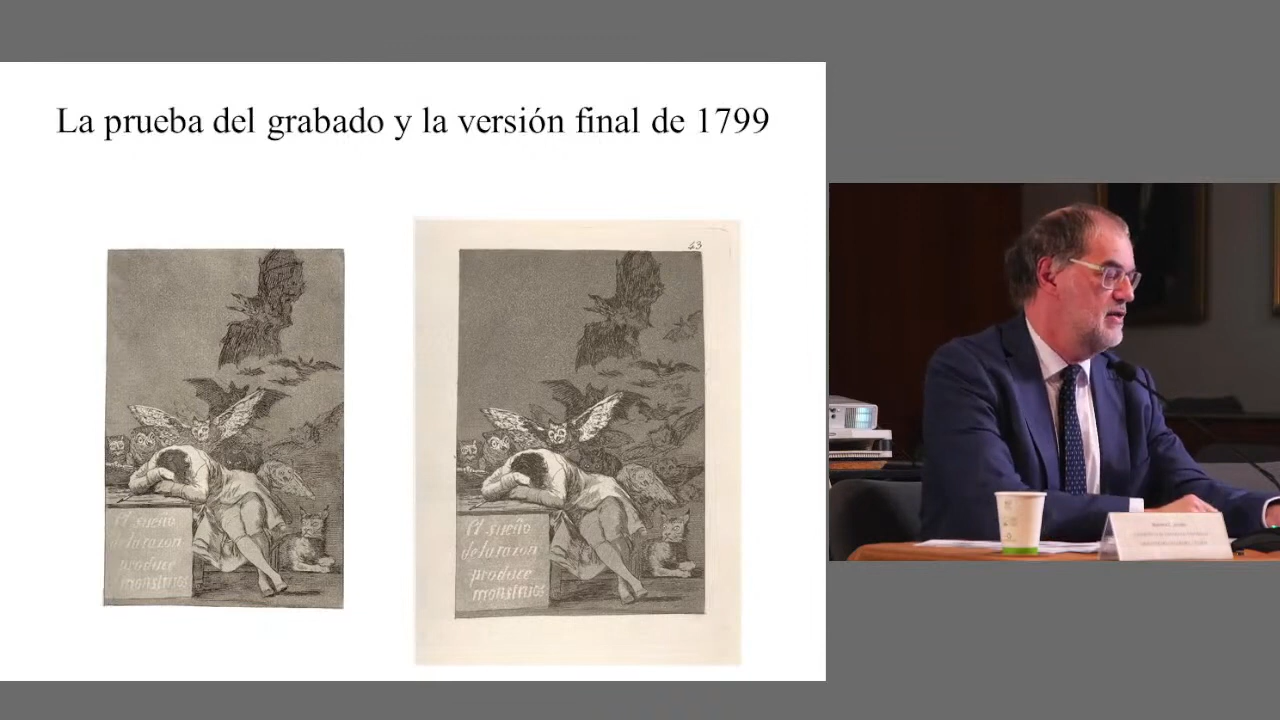 La prueba del grabado y la versión final de 1799
43
El sueño
de la razon
produce
monstruos
El sueño
de la razon
produce
monstruos